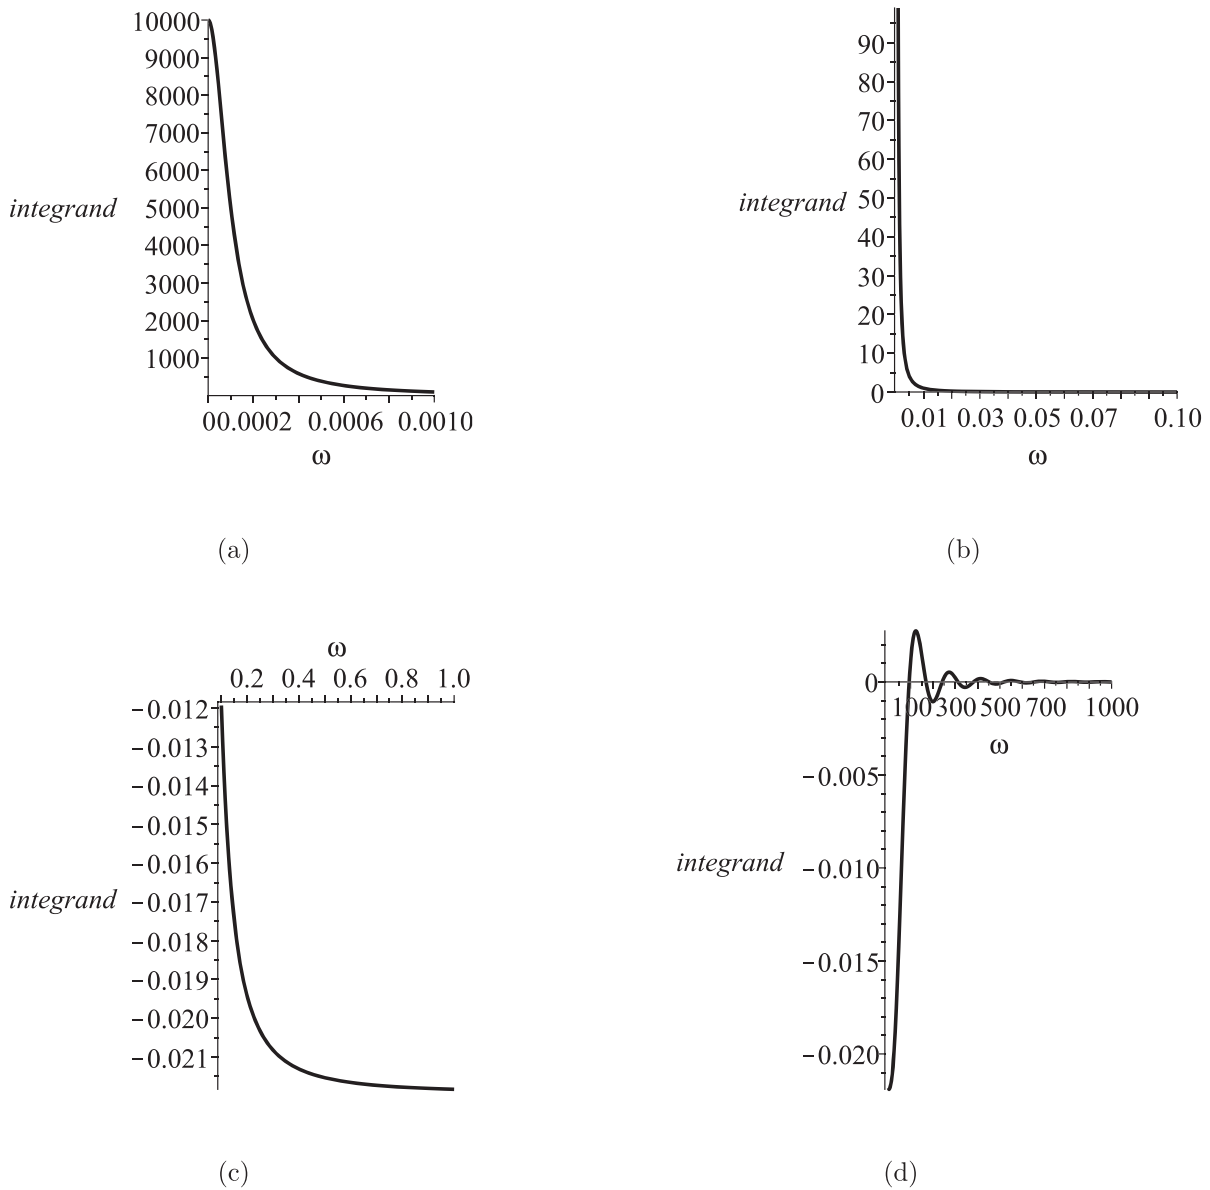 10000
9000
8000
7000
6000
integrand 5000
4000
3000
2000
1000
0 0.0002 0.0006 0.0010
ω
(a)
90
80
70
60
integrand 50
40
30
20
10
0
0.01 0.03 0.05 0.07 0.10
ω
(b)
ω
0.2 0.4 0.6 0.8 1.0
−0.012
−0.013
−0.014
−0.015
−0.016
integrand −0.017
−0.018
−0.019
−0.020
−0.021
(c)
0
100 300 500 700 1000
ω
−0.005
integrand −0.010
−0.015
−0.020
(d)